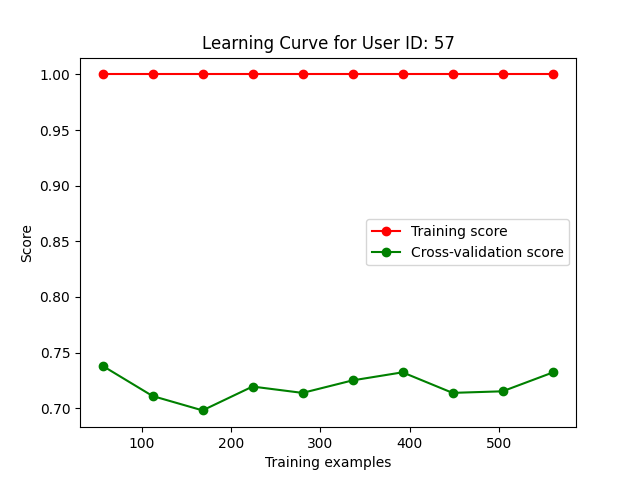 Learning Curve for User ID: 57
1.00
0.95
0.90
0.85
0.80
0.75
0.70
Score
Training score
Cross-validation score
100
200
300
400
500
Training examples